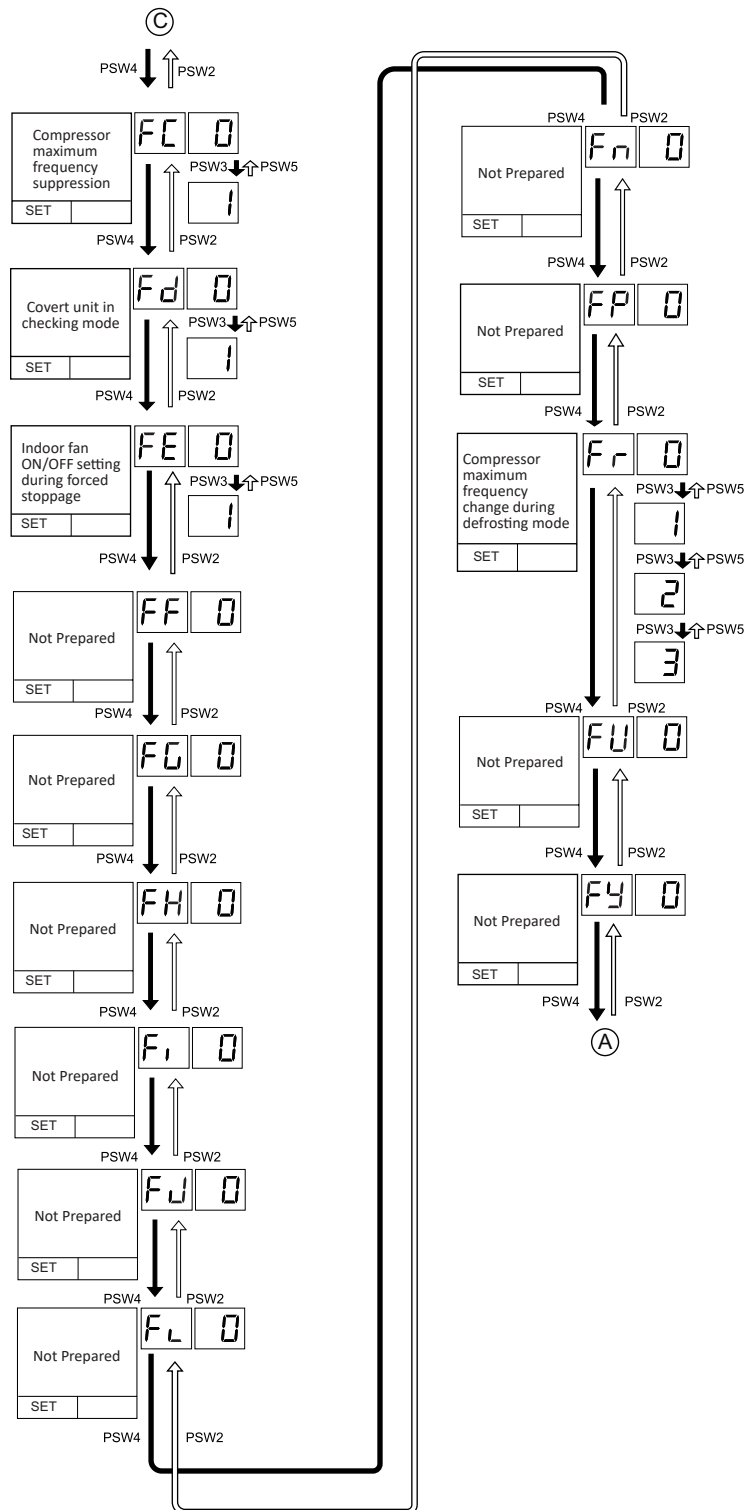 C
PSW4 PSW2
Compressor
maximum
frequency
suppression
SET
FC 0
PSW3 PSW5
1
PSW4 PSW2
Covert unit in
checking mode
SET
Fd 0
PSW3 PSW5
1
PSW4 PSW2
Indoor fan
ON/OFF setting
during forced
stoppage
SET
FE 0
PSW3 PSW5
1
PSW4 PSW2
Not Prepared
SET
FF 0
PSW4 PSW2
Not Prepared
SET
FG 0
PSW4 PSW2
Not Prepared
SET
FH 0
PSW4 PSW2
Not Prepared
SET
Fi 0
PSW4 PSW2
Not Prepared
SET
FJ 0
PSW4 PSW2
Not Prepared
SET
FL 0
PSW4 PSW2
PSW4 PSW2
Not Prepared
SET
Fn 0
PSW4 PSW2
Not Prepared
SET
FP 0
PSW4 PSW2
Compressor
maximum
frequency
change during
defrosting mode
SET
Fr 0
PSW3 PSW5
1
PSW3 PSW5
2
PSW3 PSW5
3
PSW4 PSW2
Not Prepared
SET
FU 0
PSW4 PSW2
Not Prepared
SET
FY 0
PSW4 PSW2
A